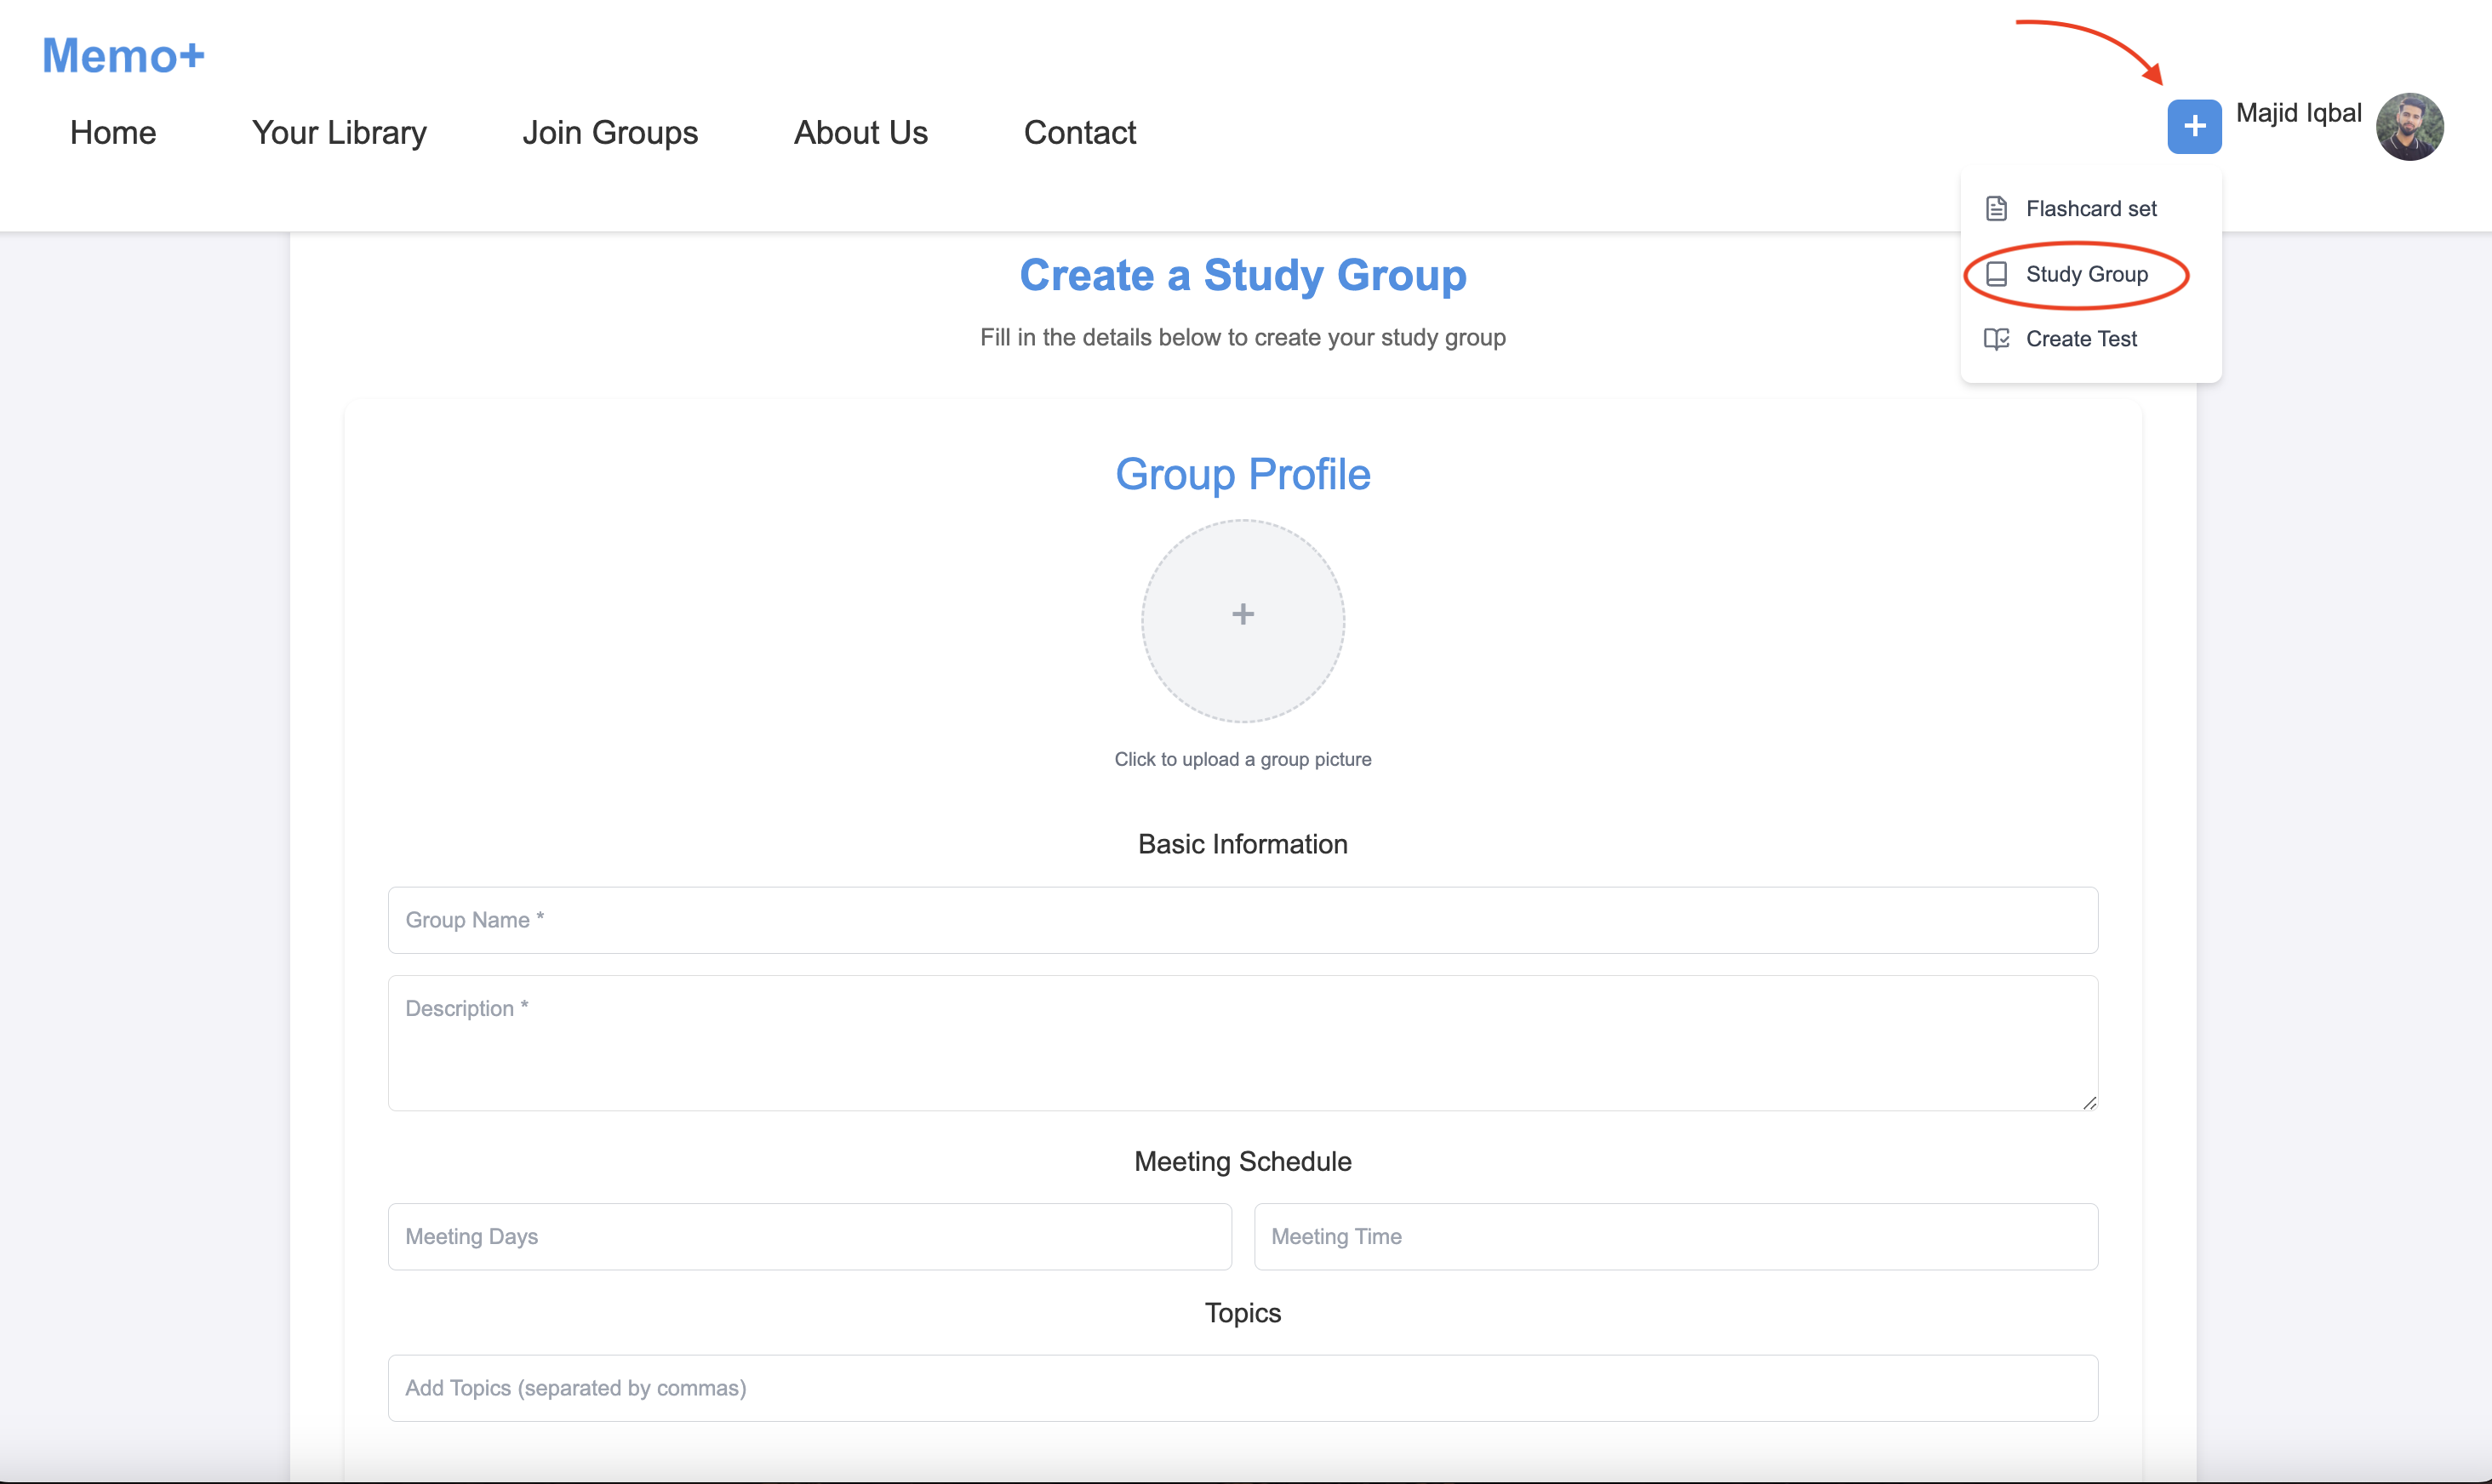 Memo+
Home Your Library Join Groups About Us Contact
+ Majid Iqbal
Flashcard set
Study Group
Create Test
Create a Study Group
Fill in the details below to create your study group
Group Profile
+
Click to upload a group picture
Basic Information
Group Name *
Description *
Meeting Schedule
Meeting Days Meeting Time
Topics
Add Topics (separated by commas)